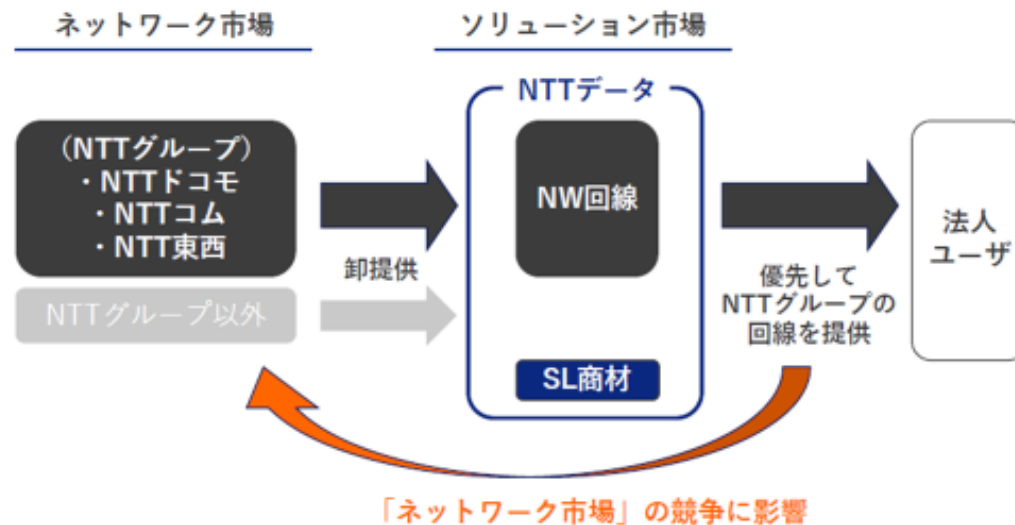 ネットワーク市場
ソリューション市場
NTTデータ
（NTTグループ）
・NTTドコモ
・NTTコム
・NTT東西
NTTグループ以外
卸提供
NW回線
SL商材
優先して
NTTグループの
回線を提供
法人
ユーザ
「ネットワーク市場」の競争に影響